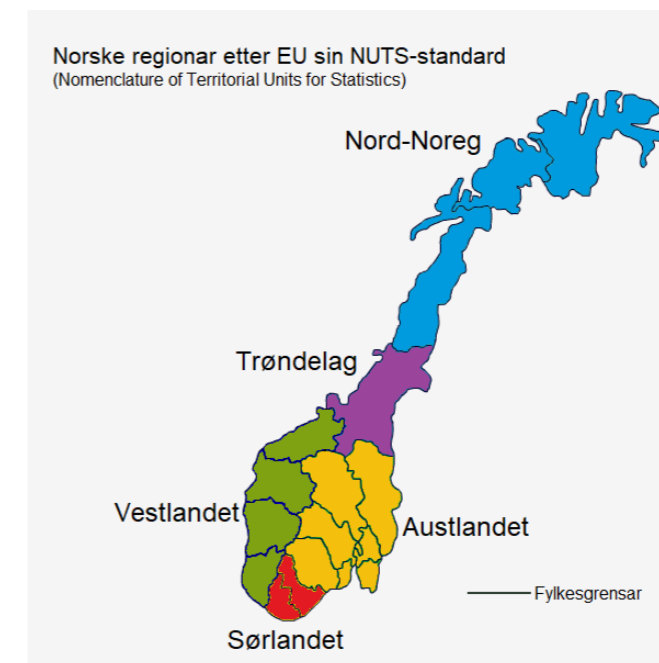 Norske regionar etter EU sin NUTS-standard
(Nomenclature of Territorial Units for Statistics)
Nord-Noreg
Trøndelag
Vestlandet
Austlandet
Fylkesgrensar
Sørlandet